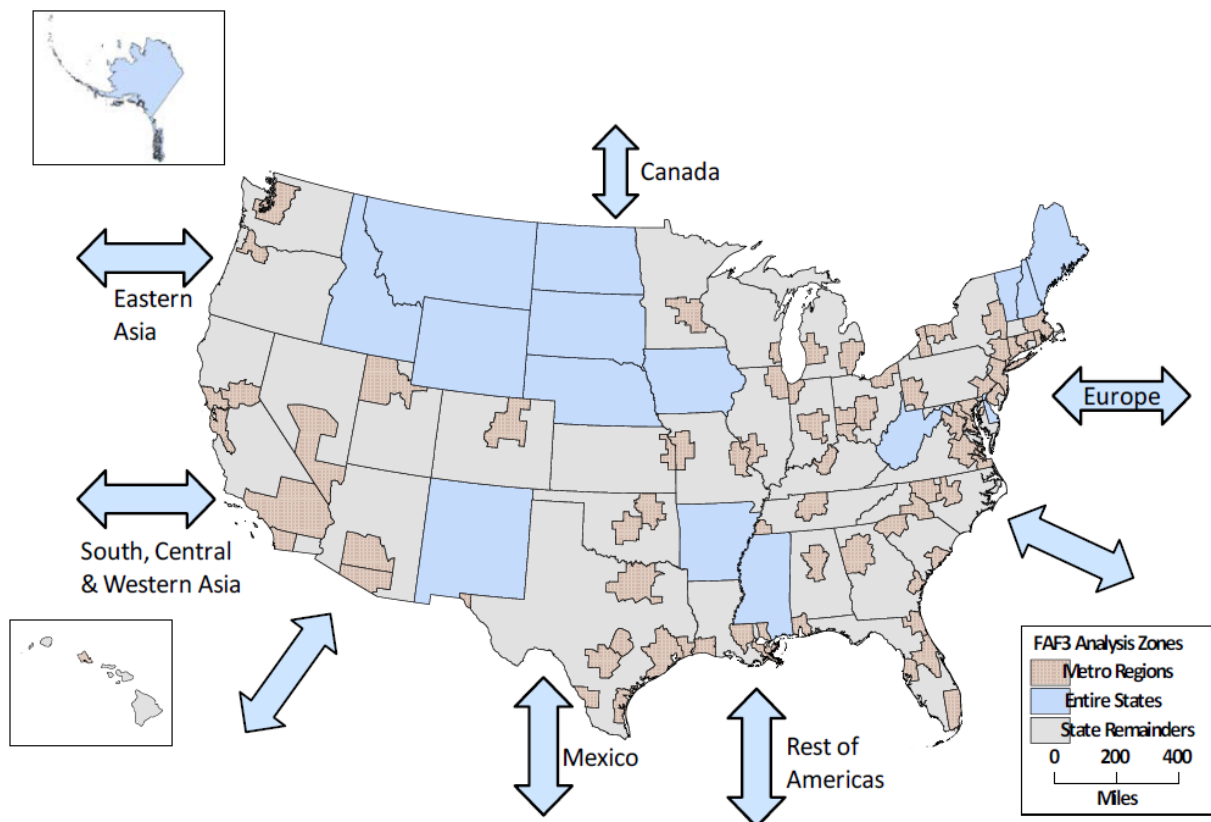 Canada
Eastern
Asia
Europe
South, Central
& Western Asia
Mexico
Rest of
Americas
FAF3 Analysis Zones
Metro Regions
Entire States
State Remainders
0 200 400
Miles